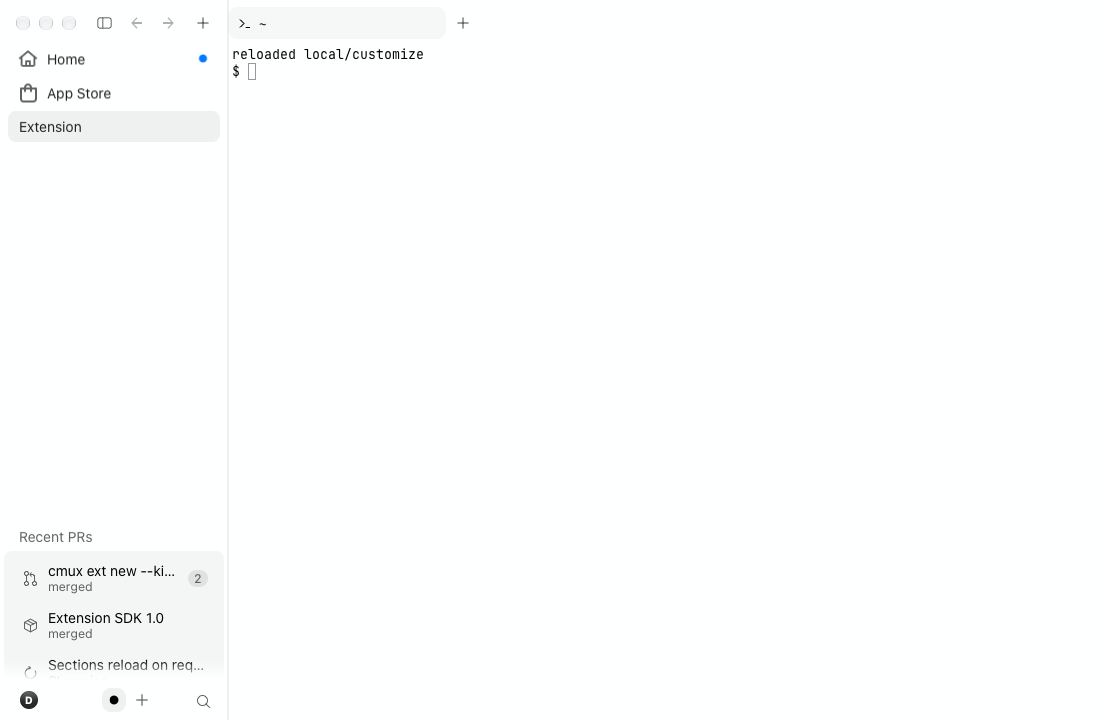 >_ ~
reloaded local/customize
$
Home
App Store
Extension
Recent PRs
cmux ext new --ki...
merged
2
Extension SDK 1.0
merged
Sections reload on req...
D